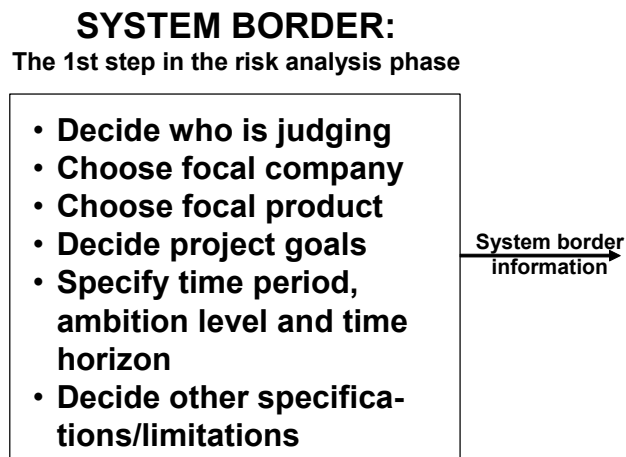 SYSTEM BORDER:
The 1st step in the risk analysis phase
• Decide who is judging
• Choose focal company
• Choose focal product
• Decide project goals
• Specify time period,
ambition level and time
horizon
• Decide other specifica-
tions/limitations
System border
information